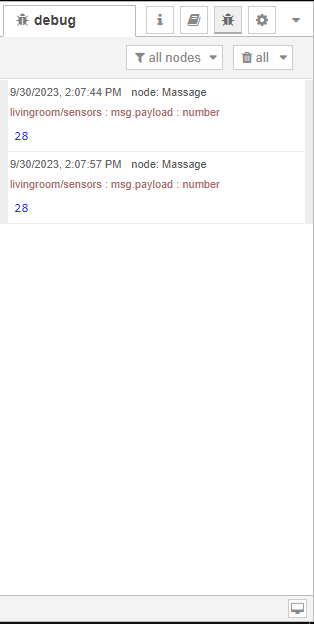 debug
all nodes
all
9/30/2023, 2:07:44 PM node: Massage
livingroom/sensors : msg.payload : number
28
9/30/2023, 2:07:57 PM node: Massage
livingroom/sensors : msg.payload : number
28